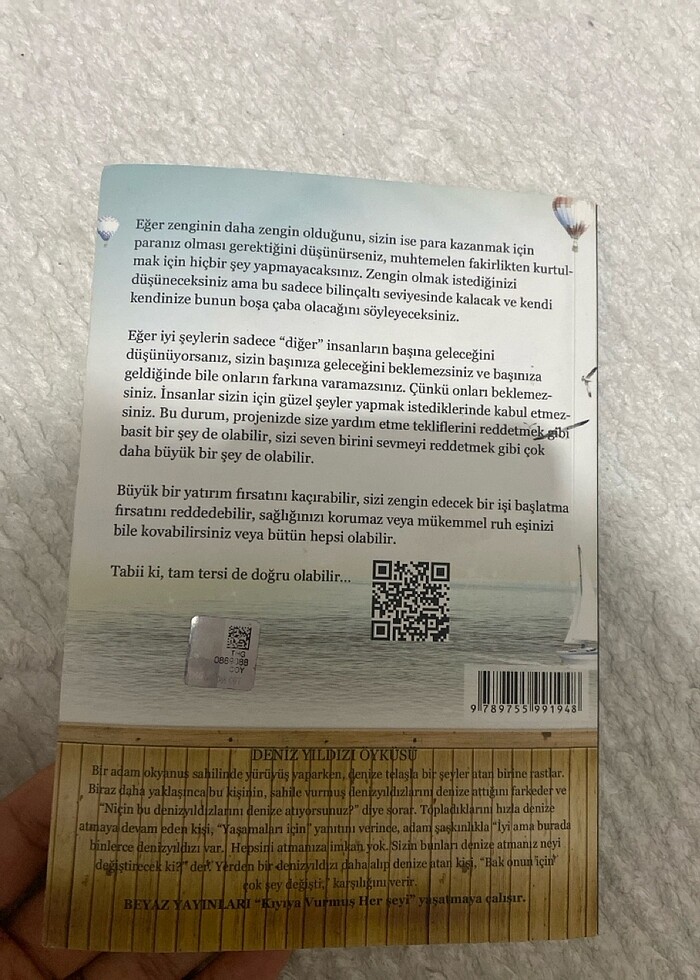 Eğer zenginin daha zengin olduğunu, sizin ise para kazanmak için
paranız olması gerektiğini düşünürseniz, muhtemelen fakirlikten kurtul-
mak için hiçbir şey yapmayacaksınız. Zengin olmak istediğinizi
düşüneceksiniz ama bu sadece bilinçaltı seviyesinde kalacak ve kendi
kendinize bunun boşa çaba olacağını söyleyeceksiniz.
Eğer iyi şeylerin sadece “diğer” insanların başına geleceğini
düşünüyorsanız, sizin başınıza geleceğini beklemezsiniz ve başınıza
geldiğinde bile onların farkına varamazsınız. Çünkü onları beklemez-
siniz. İnsanlar sizin için güzel şeyler yapmak istediklerinde kabul etmez-
siniz. Bu durum, projenizde size yardım etme tekliflerini reddetmek gibi
basit bir şey de olabilir, sizi seven birini sevmeyi reddetmek gibi çok
daha büyük bir şey de olabilir.
Büyük bir yatırım fırsatını kaçırabilir, sizi zengin edecek bir işi başlatma
fırsatını reddedebilir, sağlığınızı korumaz veya mükemmel ruh eşinizi
bile kovabilirsiniz veya bütün hepsi olabilir.
Tabii ki, tam tersi de doğru olabilir...
9 789755 991948
DENİZ YILDIZI ÖYKÜSÜ
Bir adam okyanus sahilinde yürüyüş yaparken, denize telaşla bir şeyler atan birine rastlar.
Biraz daha yaklaşınca bu kişinin, sahile vurmuş denizyıldızlarını denize attığını farkeder ve
“Niçin bu denizyıldızlarını denize atıyorsunuz?” diye sorar. Topladıklarını hızla denize
atmaya devam eden kişi, “Yaşamaları için” yanıtını verince, adam şaşkınlıkla “İyi ama burada
binlerce denizyıldızı var. Hepsini atmanıza imkan yok. Sizin bunları denize atmanız neyi
değiştirecek ki?” der. Yerden bir denizyıldızı daha alıp denize atan kişi, “Bak onun için
çok şey değişti,” karşılığını verir.
BEYAZ YAYINLARI “Kıyıya Vurmuş Her şeyi” yaşatmaya çalışır.